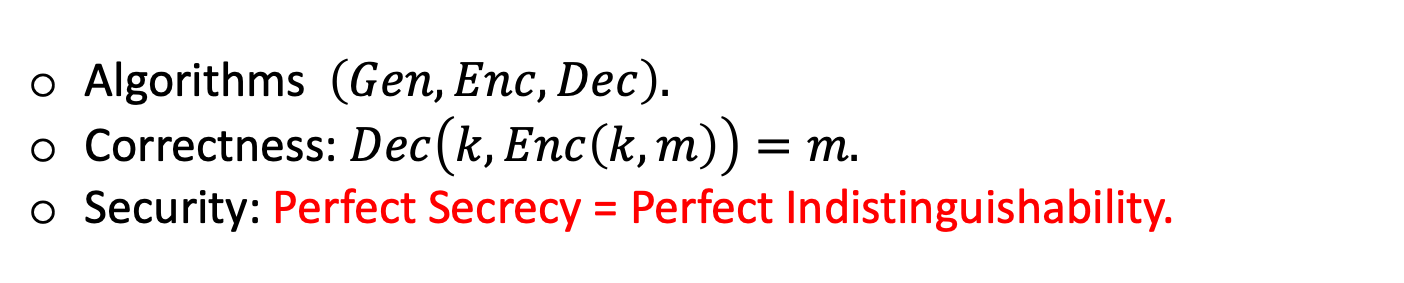 ○ Algorithms (Gen, Enc, Dec).
○ Correctness: Dec(k, Enc(k, m)) = m.
○ Security: Perfect Secrecy = Perfect Indistinguishability.